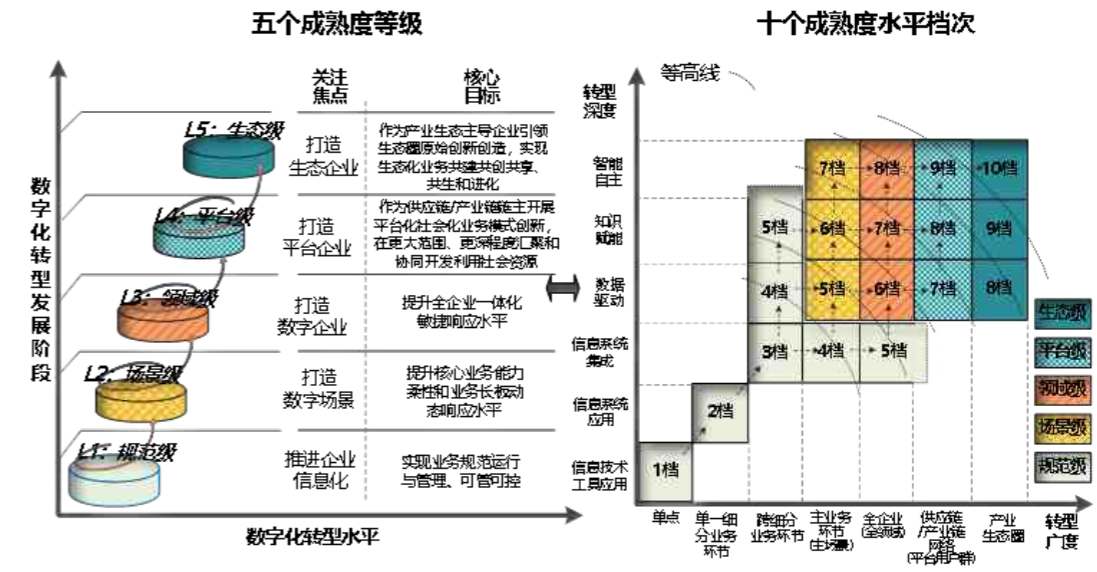 五个成熟度等级
关注
焦点
核心
目标
L5：生态级
打造
生态企业
作为产业生态主导企业引领
生态圈原始创新创造，实现
生态化业务共建共创共享、
共生和进化
L4：平台级
打造
平台企业
作为供应链/产业链链主开展
平台化社会化业务模式创新，
在更大范围、更深程度汇聚和
协同开发利用社会资源
L3：领域级
打造
数字企业
提升全企业一体化
敏捷响应水平
L2：场景级
打造
数字场景
提升核心业务能力
柔性和业务长板动
态响应水平
L1：规范级
推进企业
信息化
实现业务规范运行
与管理、可管可控
数字化转型发展阶段
数字化转型水平
十个成熟度水平档次
等高线
转型
深度
智能
自主
7档
8档
9档
10档
知识
赋能
5档
6档
7档
8档
9档
数据
驱动
4档
5档
6档
7档
8档
信息系统
集成
3档
4档
5档
信息系统
应用
2档
信息技术
工具应用
1档
单点
单一细
分业务
环节
跨细分
业务环节
主业务
环节
(主场景)
全企业
(全领域)
供应链
/产业链
网络
(平台用户群)
产业
生态圈
转型
广度
生态级
平台级
领域级
场景级
规范级